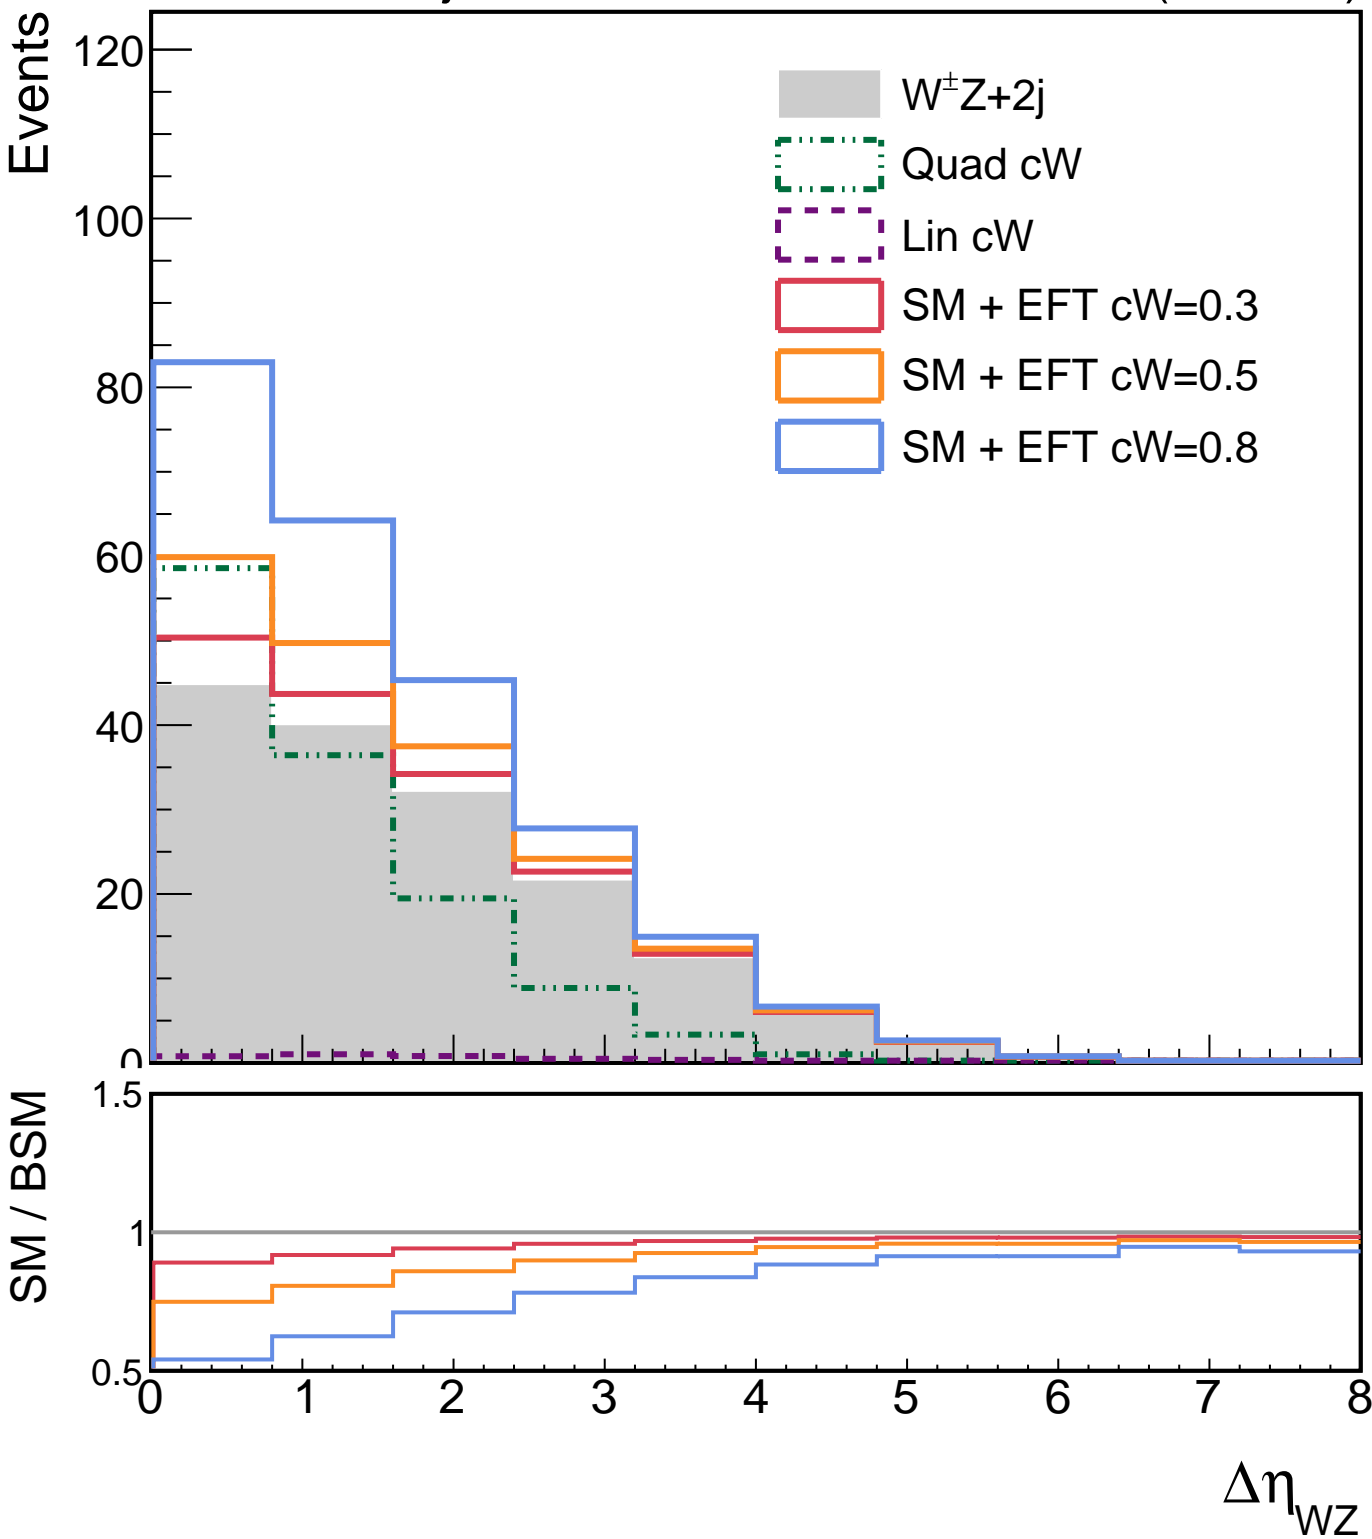 Events
120
100
80
60
40
20
0
W±Z+2j
Quad cW
Lin cW
SM + EFT cW=0.3
SM + EFT cW=0.5
SM + EFT cW=0.8
SM / BSM
1.5
1
0.5
0 1 2 3 4 5 6 7 8
Δη_WZ